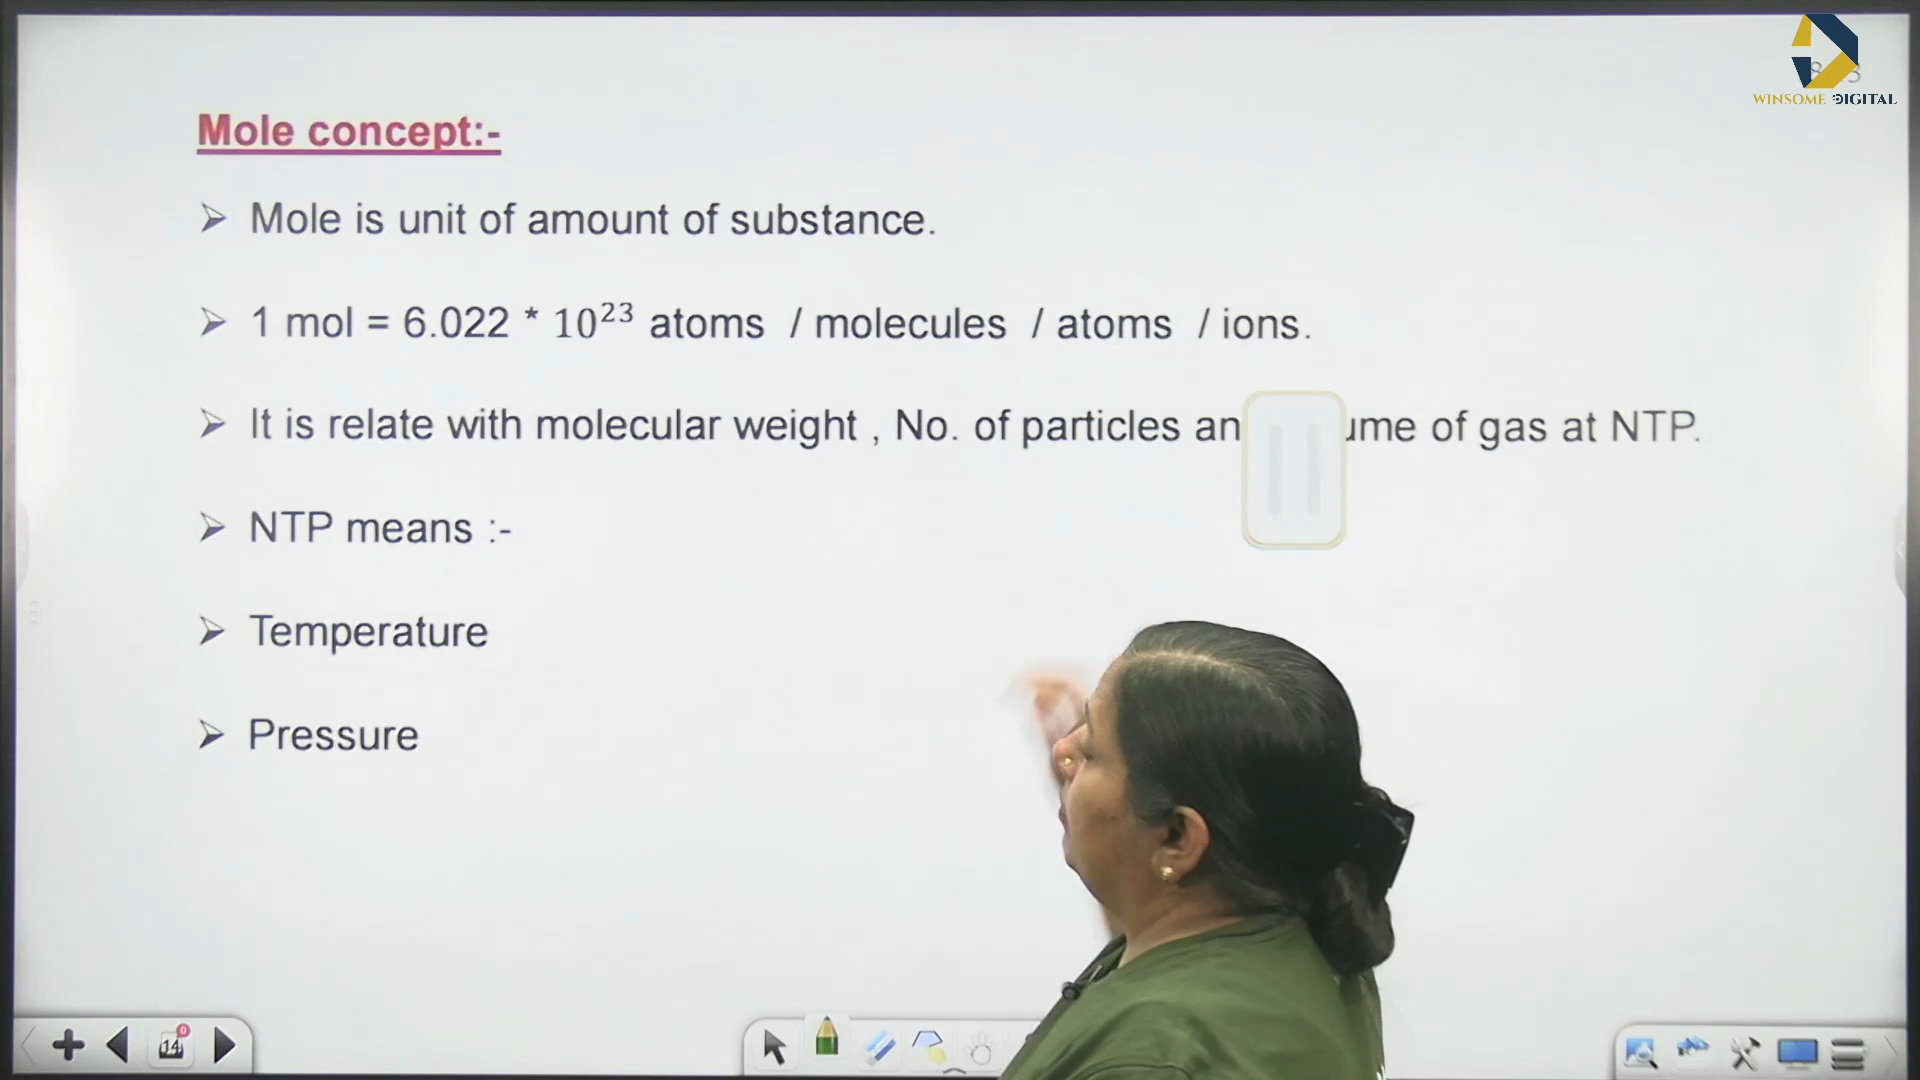 WINSOME DIGITAL
Mole concept:-
➢ Mole is unit of amount of substance.
➢ 1 mol = 6.022 * 10²³ atoms / molecules / atoms / ions.
➢ It is relate with molecular weight , No. of particles an ume of gas at NTP.
➢ NTP means :-
➢ Temperature
➢ Pressure
14
0